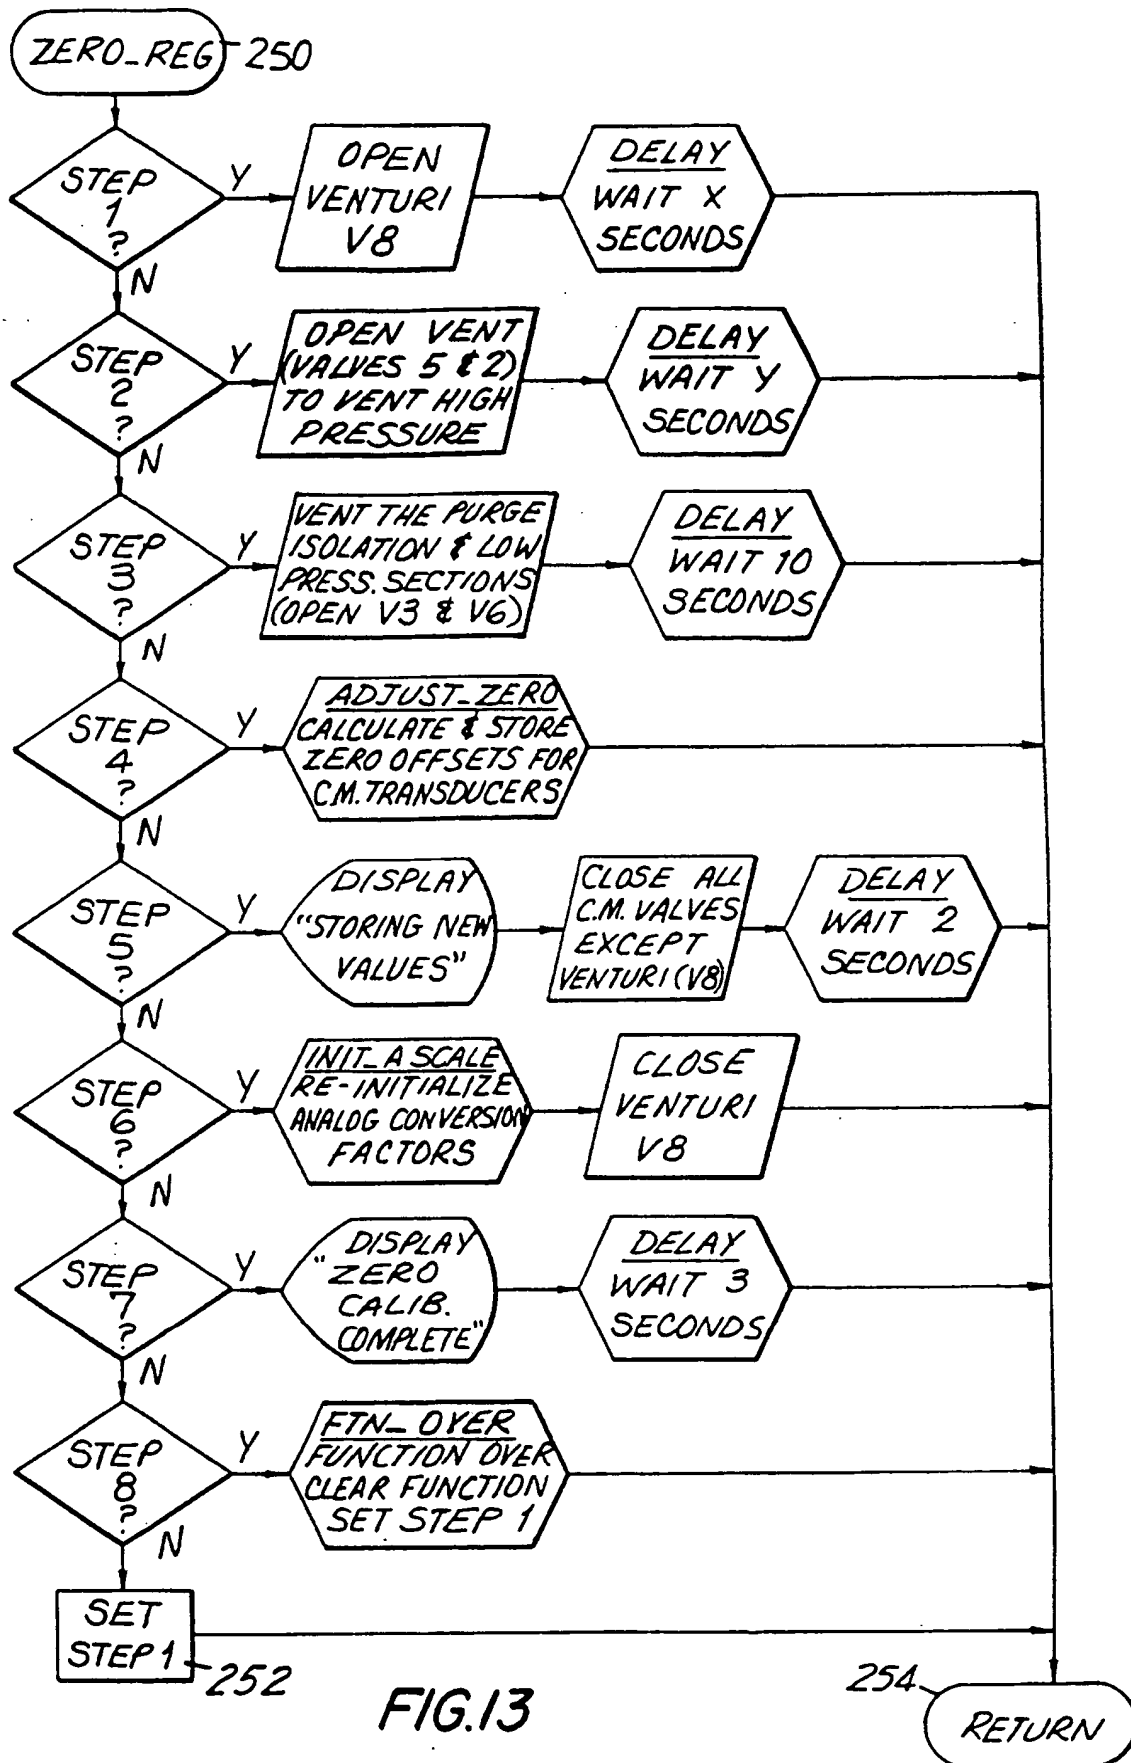 ZERO_REG 250
STEP
1
?
Y
OPEN
VENTURI
V8
DELAY
WAIT X
SECONDS
N
STEP
2
?
Y
OPEN VENT
(VALVES 5 & 2)
TO VENT HIGH
PRESSURE
DELAY
WAIT Y
SECONDS
N
STEP
3
?
Y
VENT THE PURGE
ISOLATION & LOW
PRESS. SECTIONS
(OPEN V3 & V6)
DELAY
WAIT 10
SECONDS
N
STEP
4
?
Y
ADJUST_ZERO
CALCULATE & STORE
ZERO OFFSETS FOR
C.M. TRANSDUCERS
N
STEP
5
?
Y
DISPLAY
"STORING NEW
VALUES"
CLOSE ALL
C.M. VALVES
EXCEPT
VENTURI (V8)
DELAY
WAIT 2
SECONDS
N
STEP
6
?
Y
INIT_A SCALE
RE-INITIALIZE
ANALOG CONVERSION
FACTORS
CLOSE
VENTURI
V8
N
STEP
7
?
Y
DISPLAY
"ZERO
CALIB.
COMPLETE"
DELAY
WAIT 3
SECONDS
N
STEP
8
?
Y
FTN_OVER
FUNCTION OVER
CLEAR FUNCTION
SET STEP 1
N
SET
STEP 1
252
FIG.13
254
RETURN